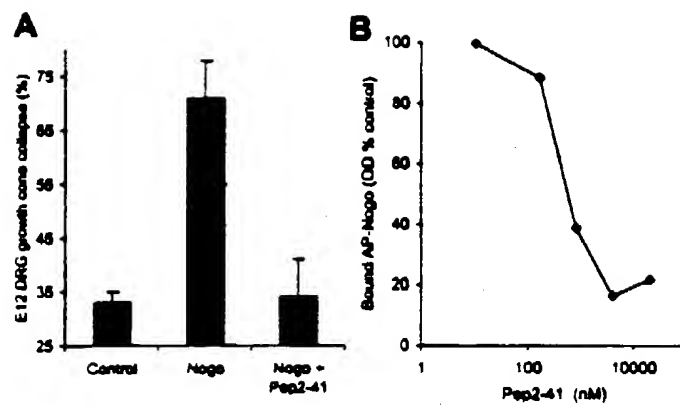 A
E12 DRG growth cone collapse (%)
75
65
55
45
35
25
Control
Nogo
Nogo +
Pep2-41
B
Bound AP-Nogo (OD % control)
100
80
60
40
20
0
1
100
10000
Pep2-41 (nM)